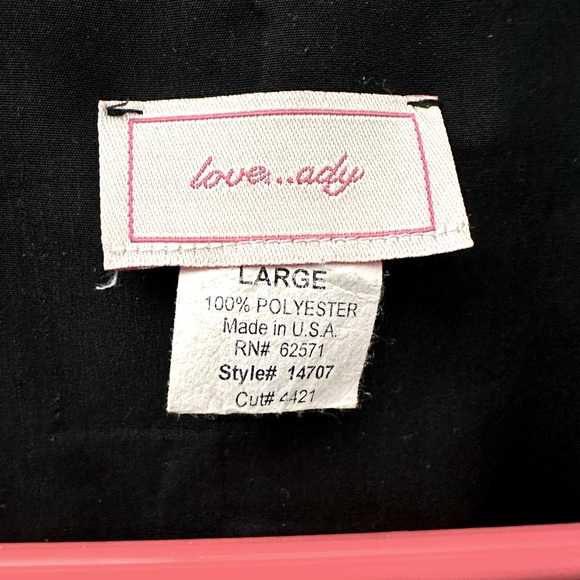 love...ady
LARGE
100% POLYESTER
Made in U.S.A.
RN# 62571
Style# 14707
Cut# 4421